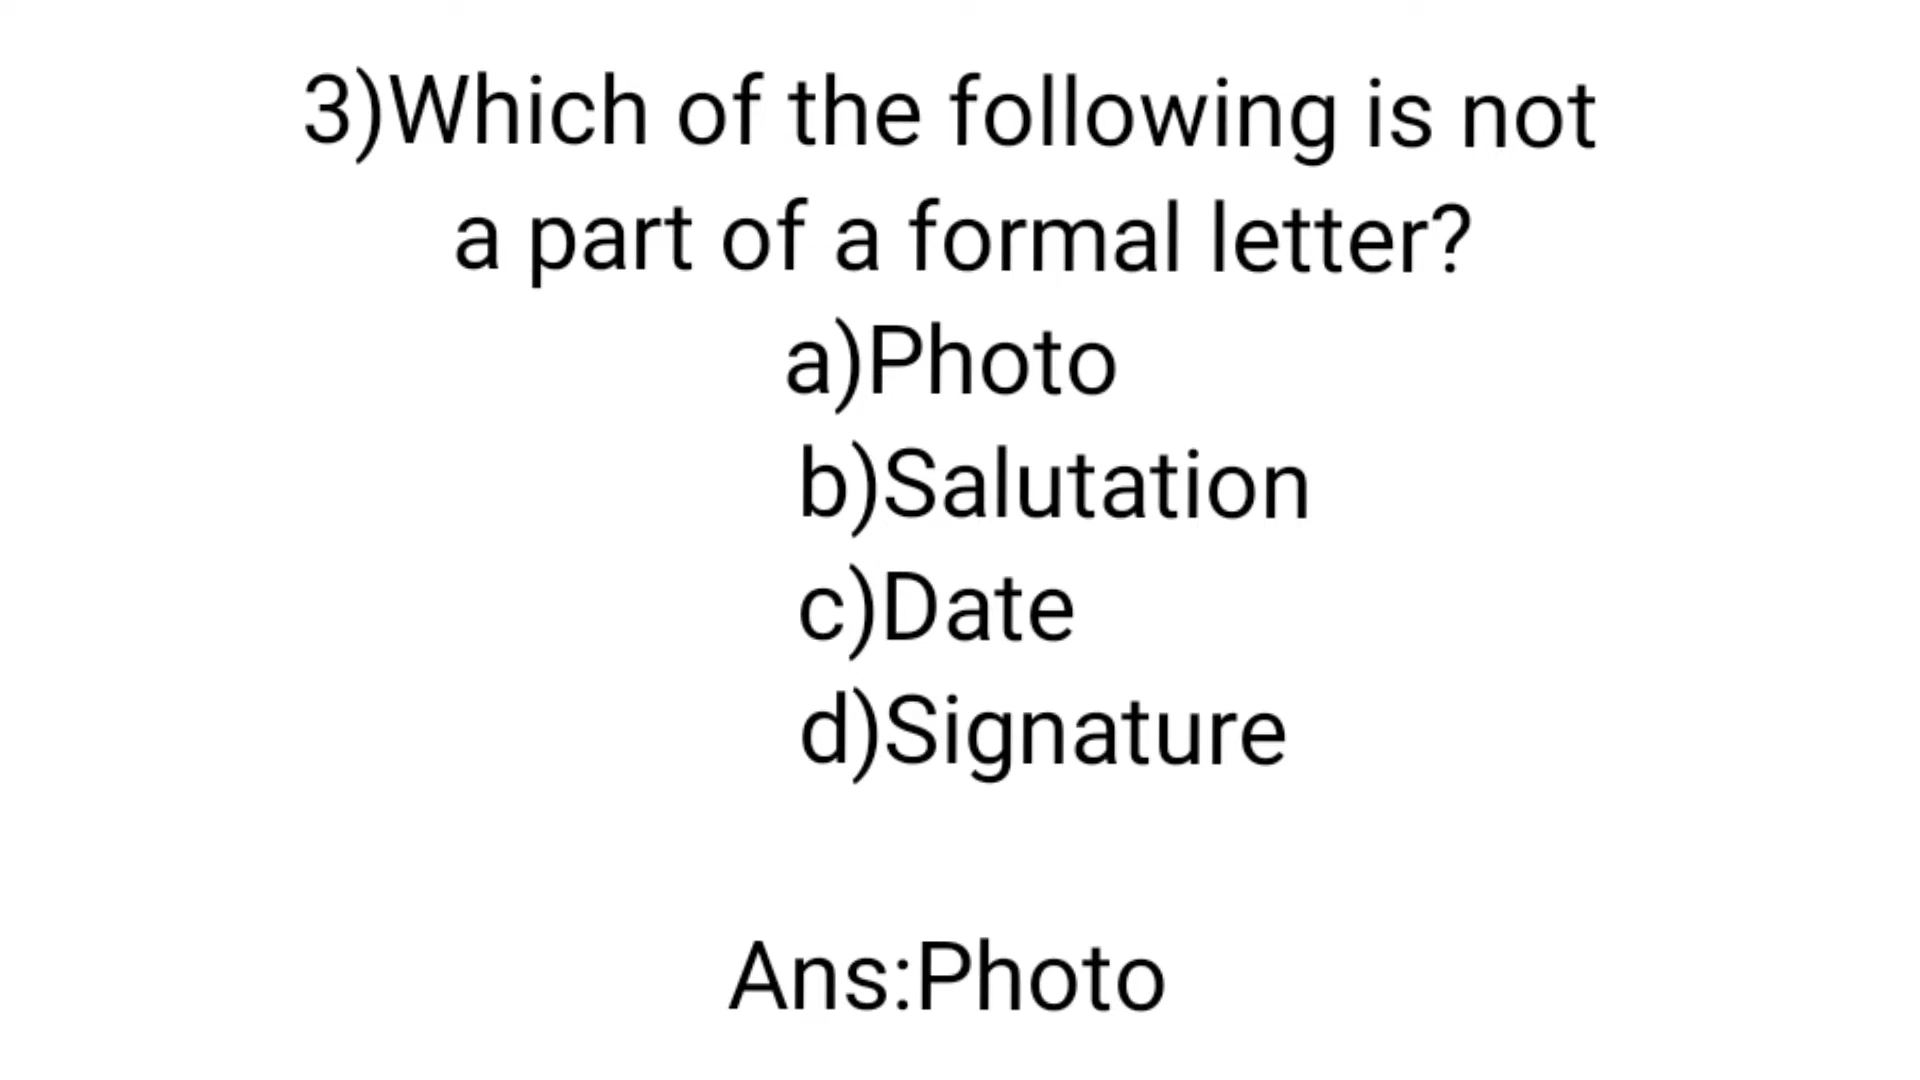 3)Which of the following is not
a part of a formal letter?
a)Photo
b)Salutation
c)Date
d)Signature
Ans:Photo